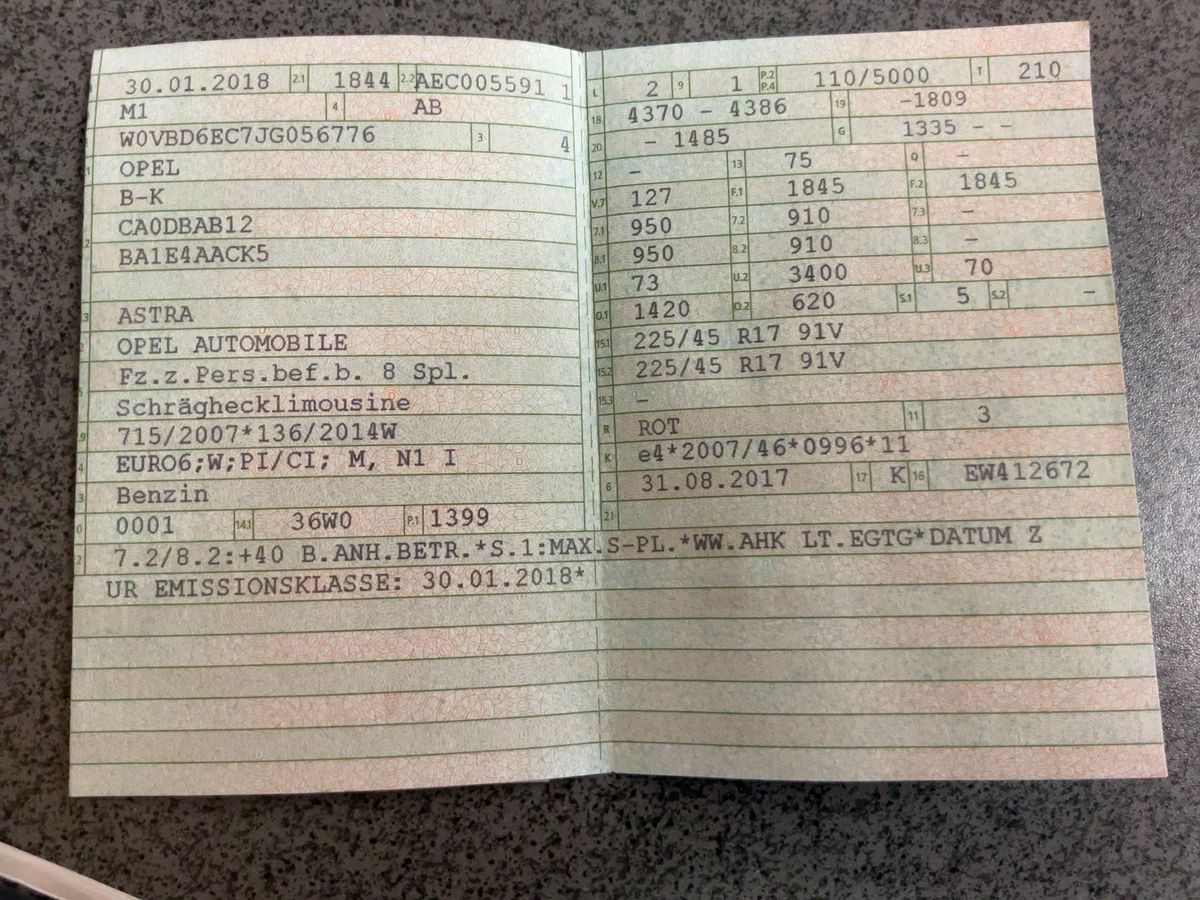 30.01.2018 2.1 1844 2.2 AEC005591 1
M1 4 AB
W0VBD6EC7JG056776 3 4
OPEL
B-K
CA0DBAB12
BA1E4AACK5
ASTRA
OPEL AUTOMOBILE
Fz.z.Pers.bef.b. 8 Spl.
Schräghecklimousine
715/2007*136/2014W
EURO6;W;PI/CI; M, N1 I
Benzin
0001 14.1 36W0 P.1 1399
L 2 9 1 P.2 P.4 110/5000 T 210
18 4370 - 4386 19 -1809
20 - 1485 G 1335 - -
12 - 13 75 Q -
V.7 127 F.1 1845 F.2 1845
7.1 950 7.2 910 7.3 -
8.1 950 8.2 910 8.3 -
U.1 73 U.2 3400 U.3 70
O.1 1420 O.2 620 S.1 5 S.2 -
15.1 225/45 R17 91V
15.2 225/45 R17 91V
15.3 -
R ROT 11 3
K e4*2007/46*0996*11
6 31.08.2017 17 K 16 EW412672
21
7.2/8.2:+40 B.ANH.BETR.*S.1:MAX.S-PL.*WW.AHK LT.EGTG*DATUM Z
UR EMISSIONSKLASSE: 30.01.2018*